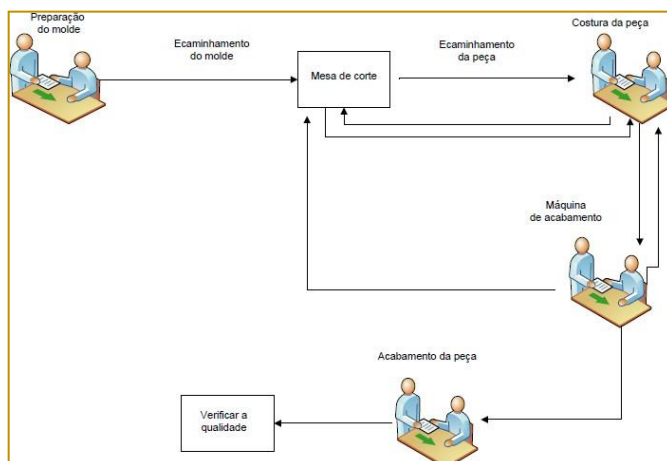 Preparação
do molde
Ecaminhamento
do molde
Mesa de corte
Ecaminhamento
da peça
Costura da peça
Máquina
de acabamento
Acabamento da peça
Verificar a
qualidade